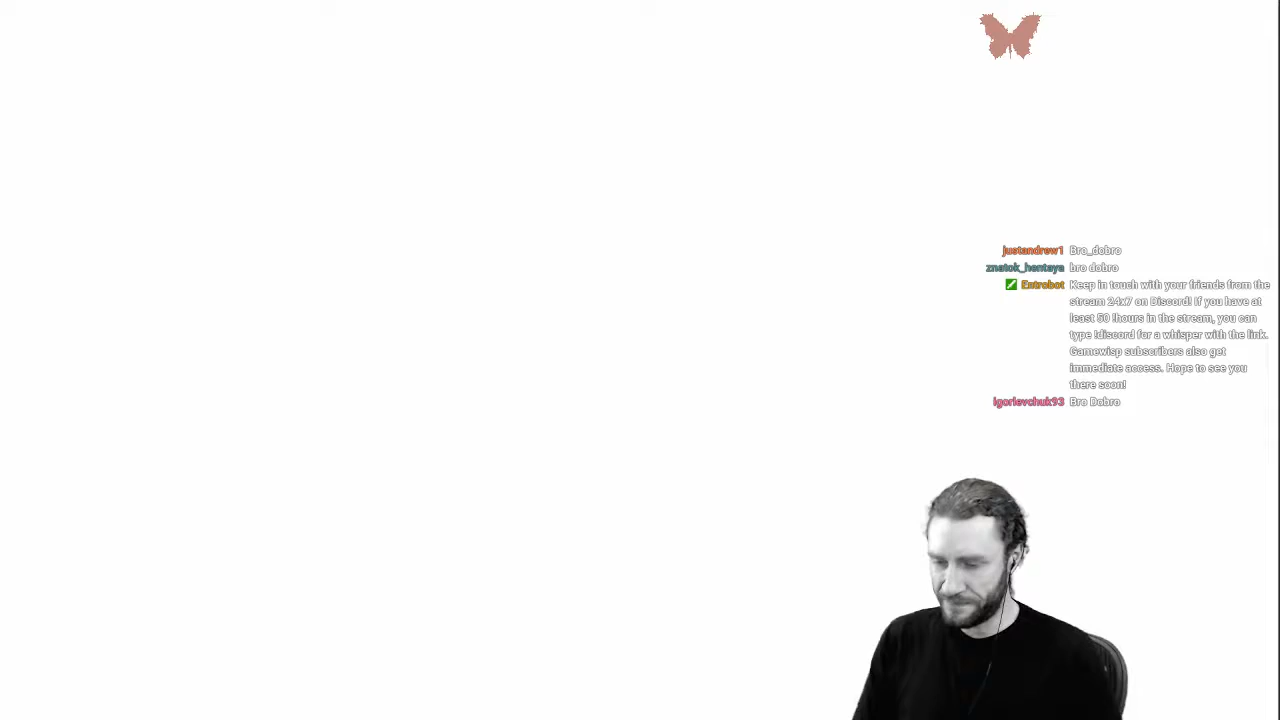 justandrew1 Bro_dobro
znatok_hentaya bro dobro
Entrobot Keep in touch with your friends from the
stream 24x7 on Discord! If you have at
least 50 !hours in the stream, you can
type !discord for a whisper with the link.
Gamewisp subscribers also get
immediate access. Hope to see you
there soon!
igorlevchuk93 Bro Dobro